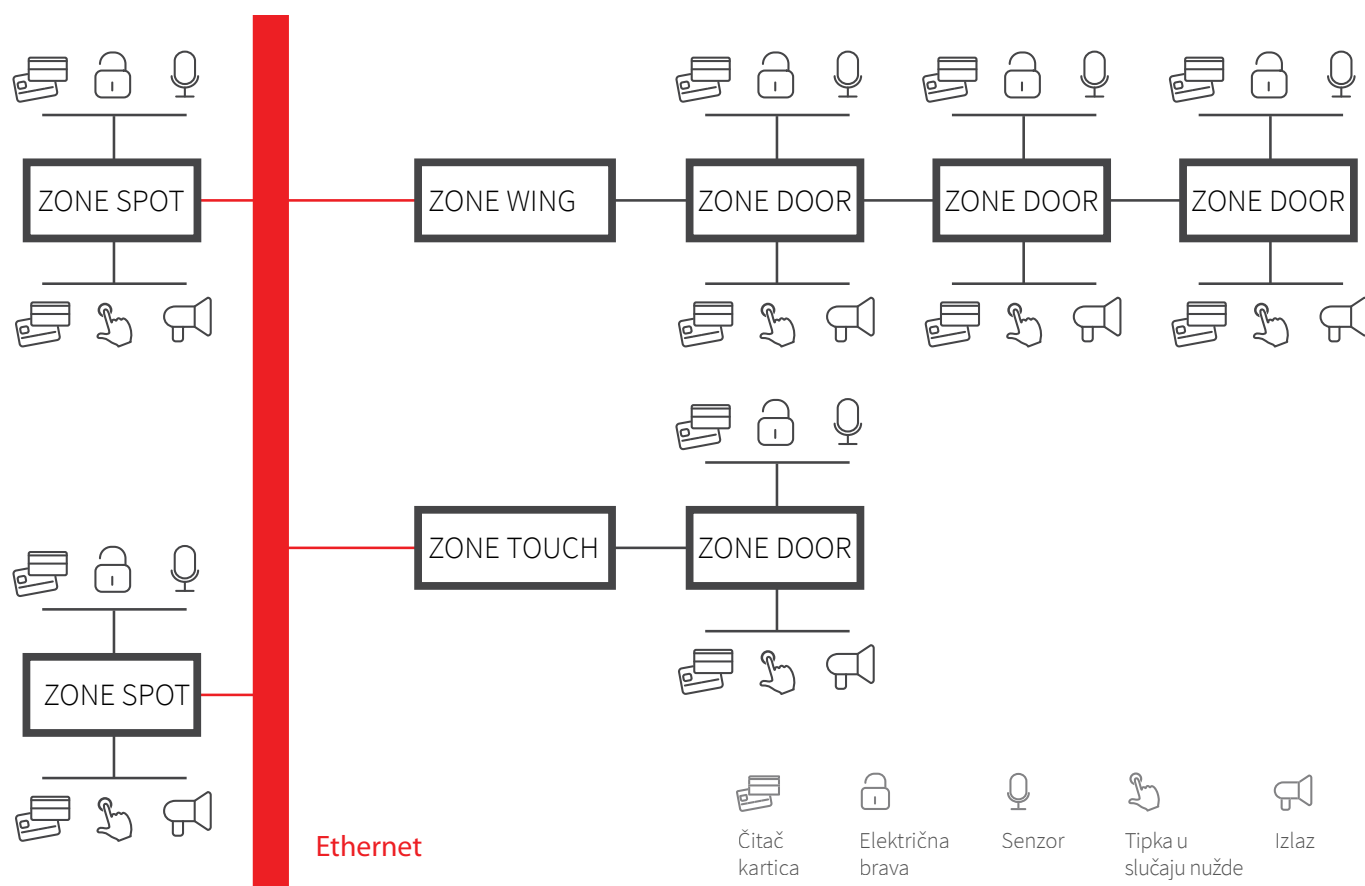 ZONE SPOT
ZONE WING
ZONE DOOR
ZONE DOOR
ZONE DOOR
ZONE TOUCH
ZONE DOOR
ZONE SPOT
Ethernet
Čitač
kartica
Električna
brava
Senzor
Tipka u
slučaju nužde
Izlaz